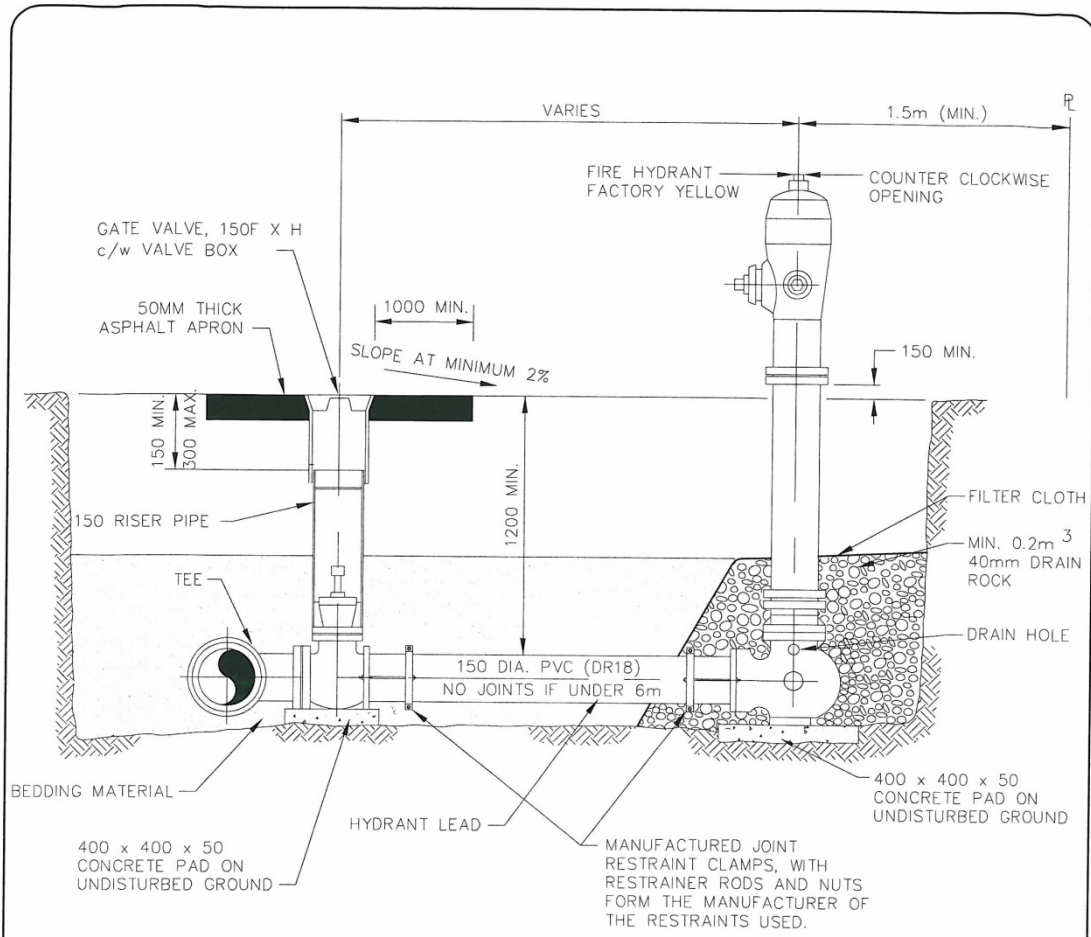 VARIES
1.5m (MIN.)
PL
FIRE HYDRANT
FACTORY YELLOW
COUNTER CLOCKWISE
OPENING
GATE VALVE, 150F X H
c/w VALVE BOX
50MM THICK
ASPHALT APRON
1000 MIN.
SLOPE AT MINIMUM 2%
150 MIN.
150 MIN.
300 MAX.
1200 MIN.
150 RISER PIPE
FILTER CLOTH
MIN. 0.2m 3
40mm DRAIN
ROCK
TEE
DRAIN HOLE
150 DIA. PVC (DR18)
NO JOINTS IF UNDER 6m
BEDDING MATERIAL
HYDRANT LEAD
400 x 400 x 50
CONCRETE PAD ON
UNDISTURBED GROUND
400 x 400 x 50
CONCRETE PAD ON
UNDISTURBED GROUND
MANUFACTURED JOINT
RESTRAINT CLAMPS, WITH
RESTRAINER RODS AND NUTS
FORM THE MANUFACTURER OF
THE RESTRAINTS USED.